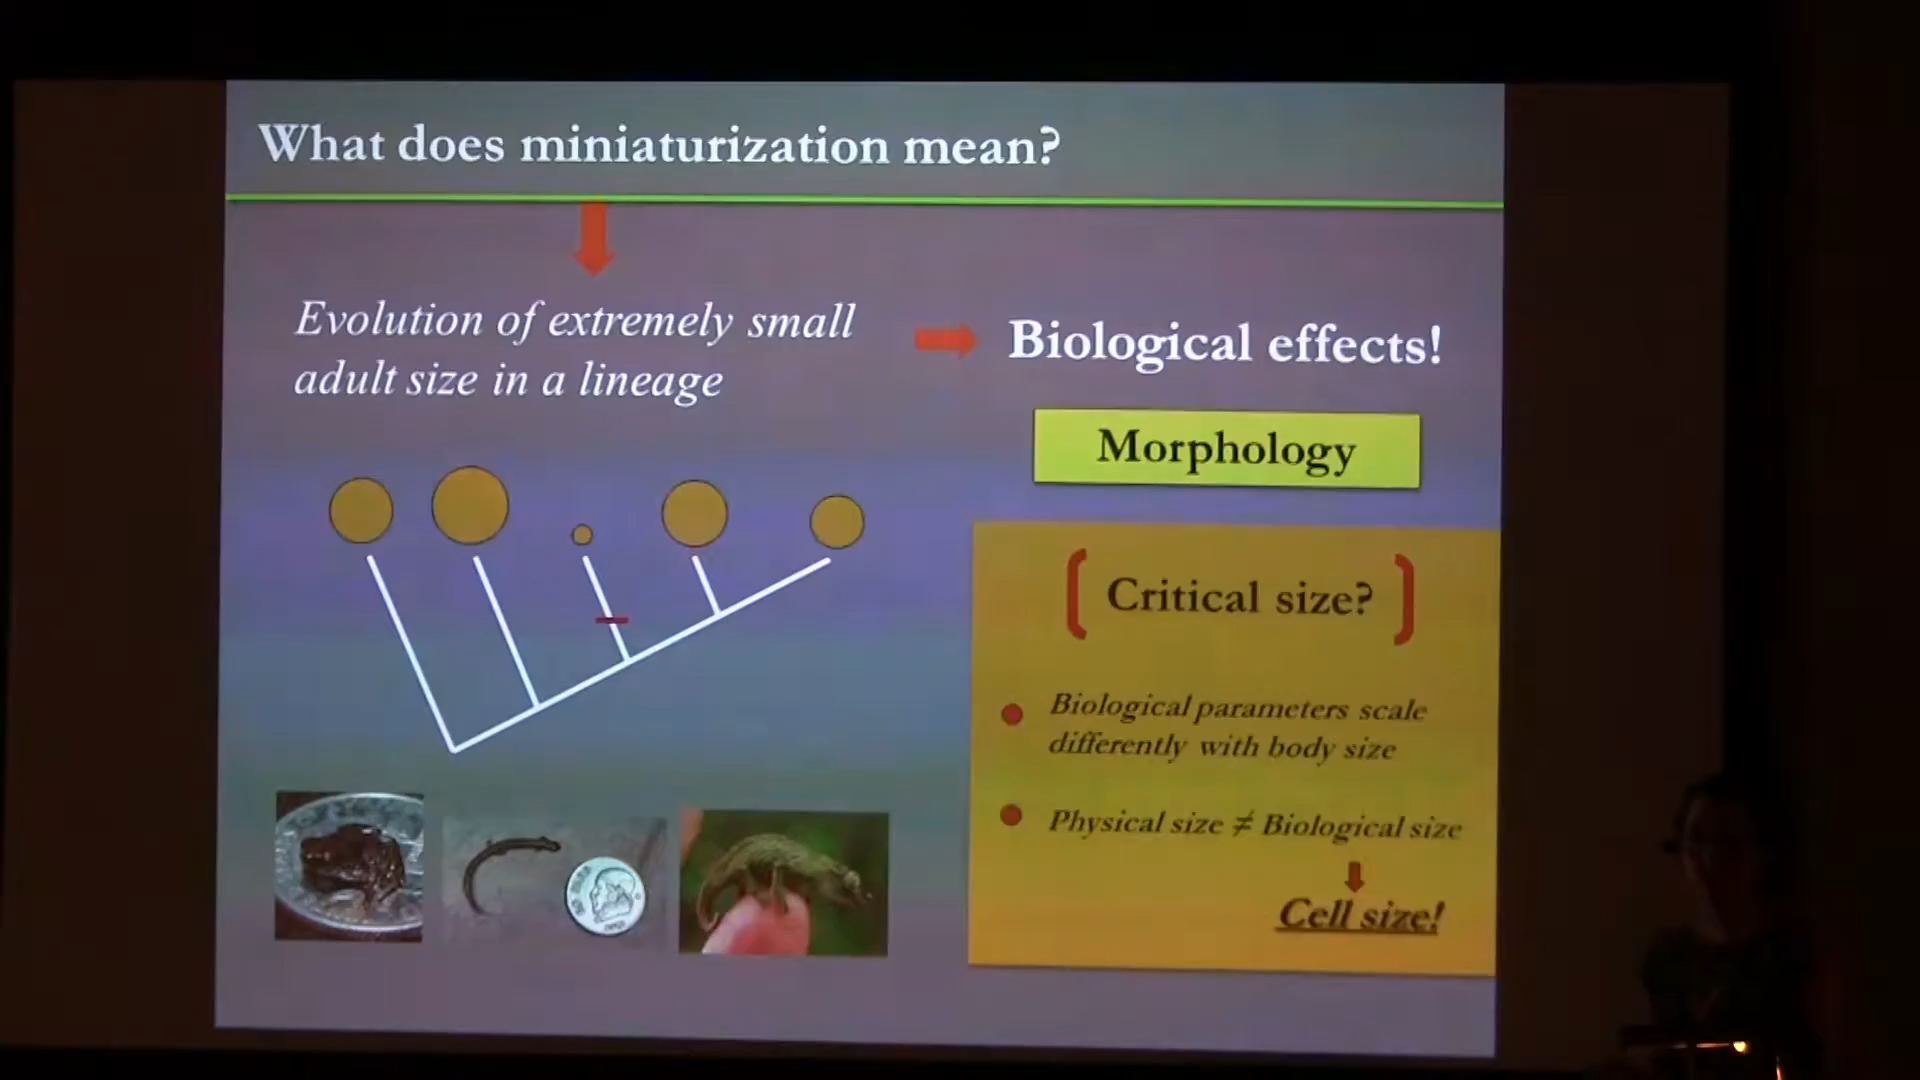 What does miniaturization mean?
Evolution of extremely small
adult size in a lineage
Biological effects!
Morphology
Critical size?
Biological parameters scale
differently with body size
Physical size ≠ Biological size
Cell size!